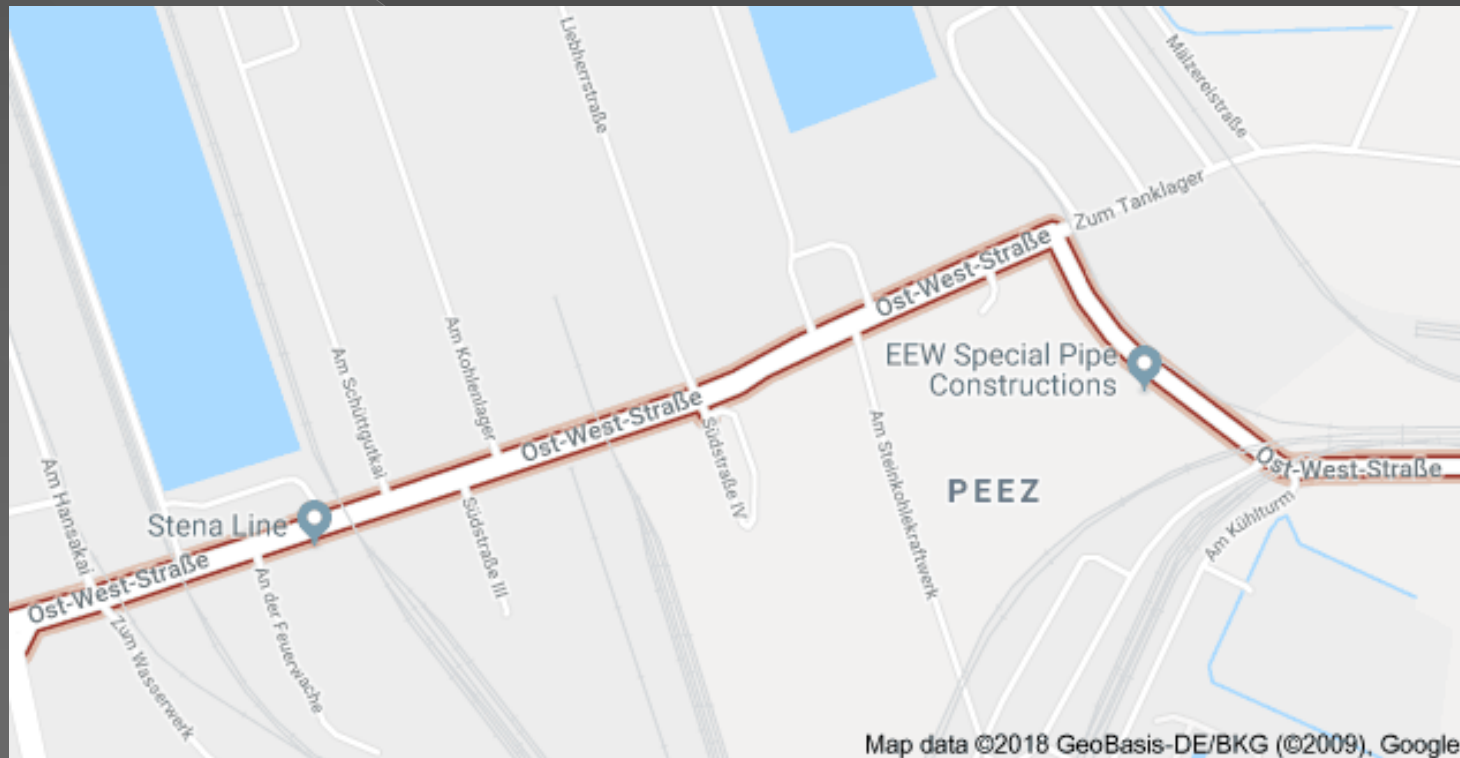 Liebherrstraße
Mälzereistraße
Zum Tanklager
Ost-West-Straße
Am Schüttgutkai
Am Kohlenlager
EEW Special Pipe
Constructions
Ost-West-Straße
Südstraße IV
Am Steinkohlekraftwerk
PEEZ
Ost-West-Straße
Am Hansakai
Stena Line
Südstraße III
Am Kühlturm
Ost-West-Straße
An der Feuerwache
Zum Wasserwerk
Map data ©2018 GeoBasis-DE/BKG (©2009), Google